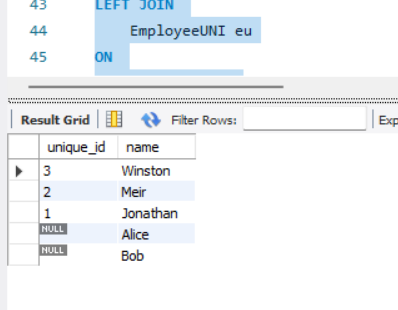 43 LEFT JOIN
44 EmployeeUNI eu
45 ON
Result Grid Filter Rows: Exp
unique_id name
3 Winston
2 Meir
1 Jonathan
NULL Alice
NULL Bob